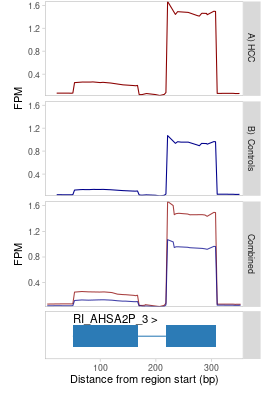 1.6
1.2
0.8
0.4
A) HCC
FPM
1.6
1.2
0.8
0.4
B) Controls
1.6
1.2
0.8
0.4
Combined
FPM
RI_AHSA2P_3 >
100
200
300
Distance from region start (bp)